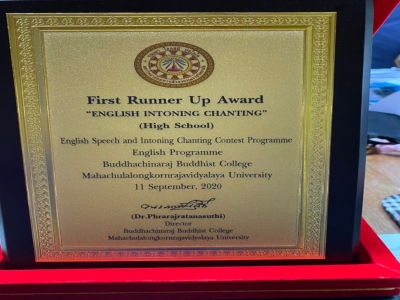 First Runner Up Award
"ENGLISH INTONING CHANTING"
(High School)
English Speech and Intoning Chanting Contest Programme
English Programme
Buddhachinaraj Buddhist College
Mahachulalongkornrajavidyalaya University
11 September, 2020
(Dr.Phrarajratanasuthi)
Director
Buddhachinaraj Buddhist College
Mahachulalongkornrajavidyalaya University